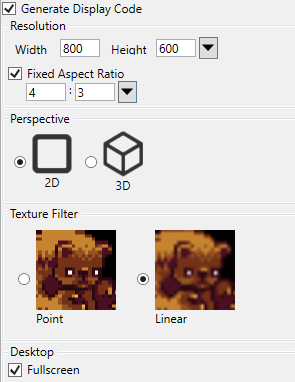 Generate Display Code
Resolution
Width 800 Height 600
Fixed Aspect Ratio
4 : 3
Perspective
2D 3D
Texture Filter
Point Linear
Desktop
Fullscreen